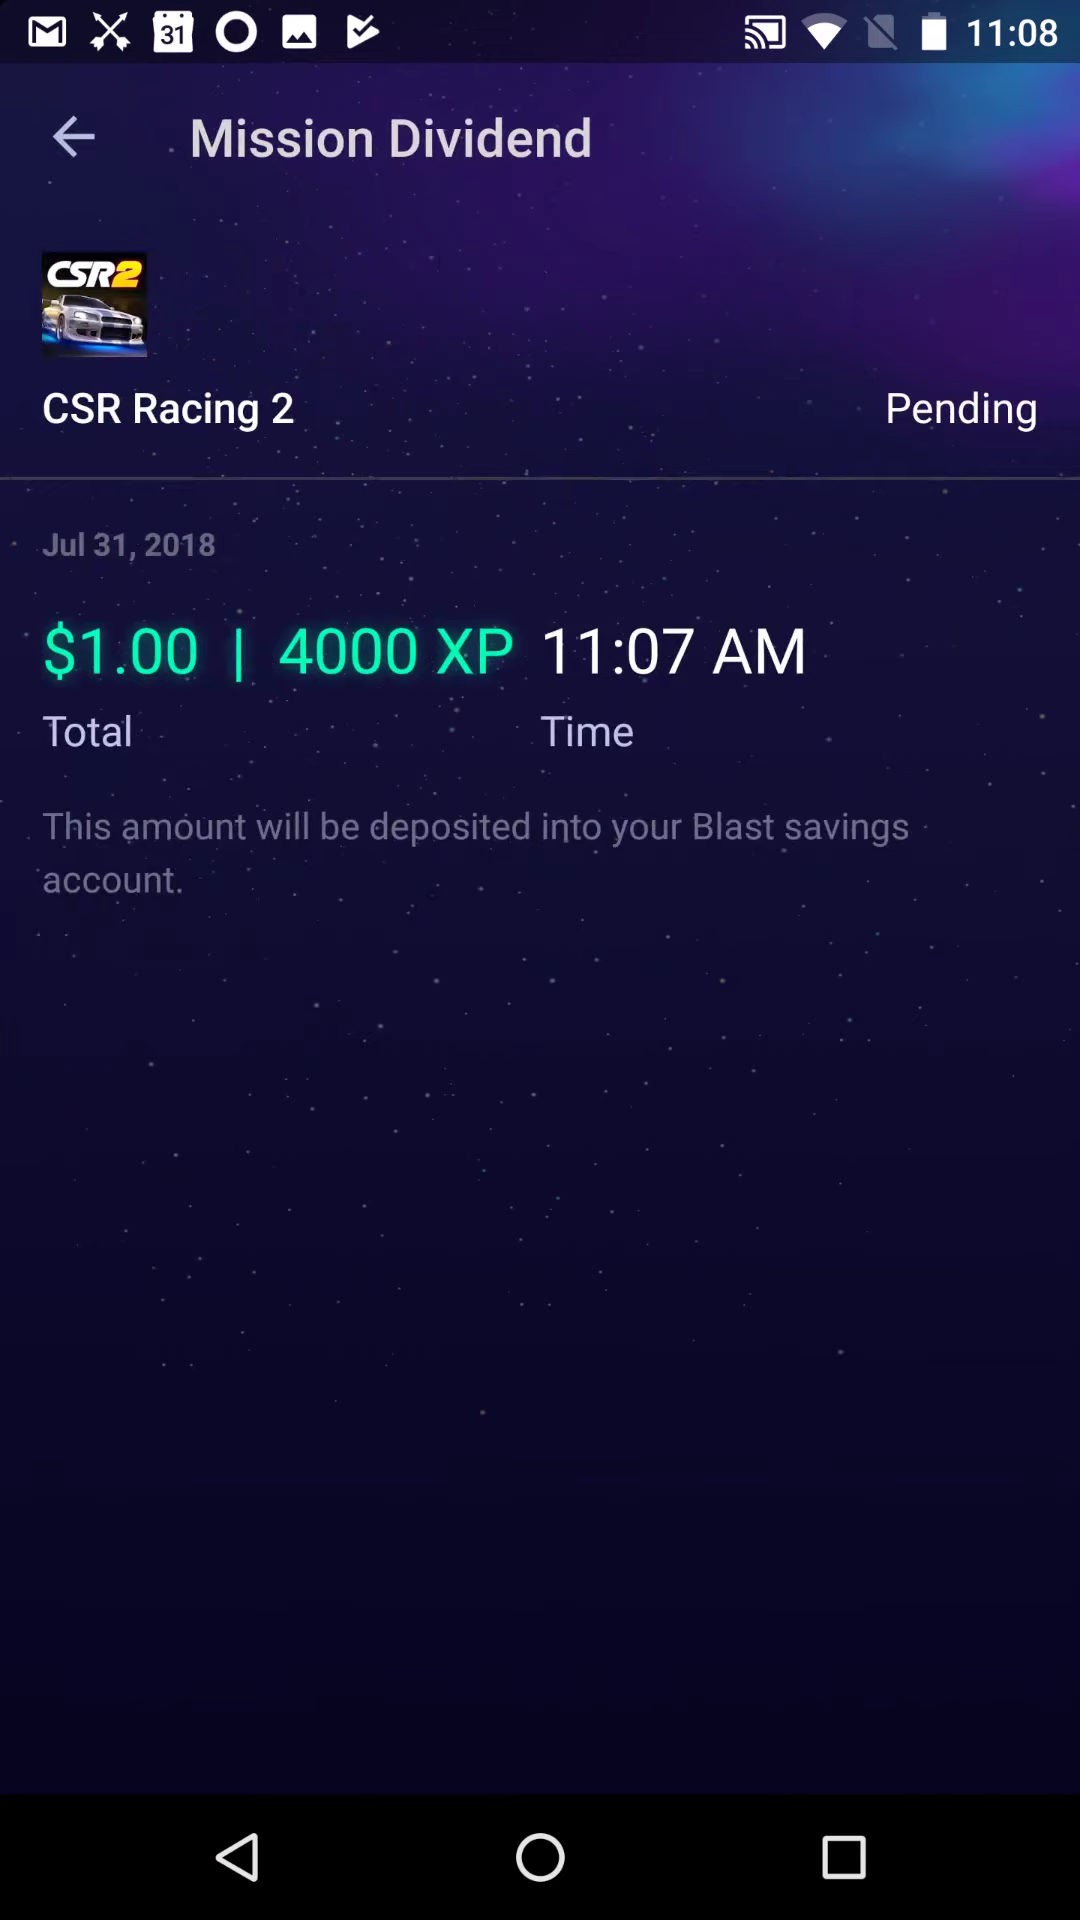 31
11:08
Mission Dividend
CSR2
CSR Racing 2
Pending
Jul 31, 2018
$1.00 | 4000 XP
11:07 AM
Total
Time
This amount will be deposited into your Blast savings
account.